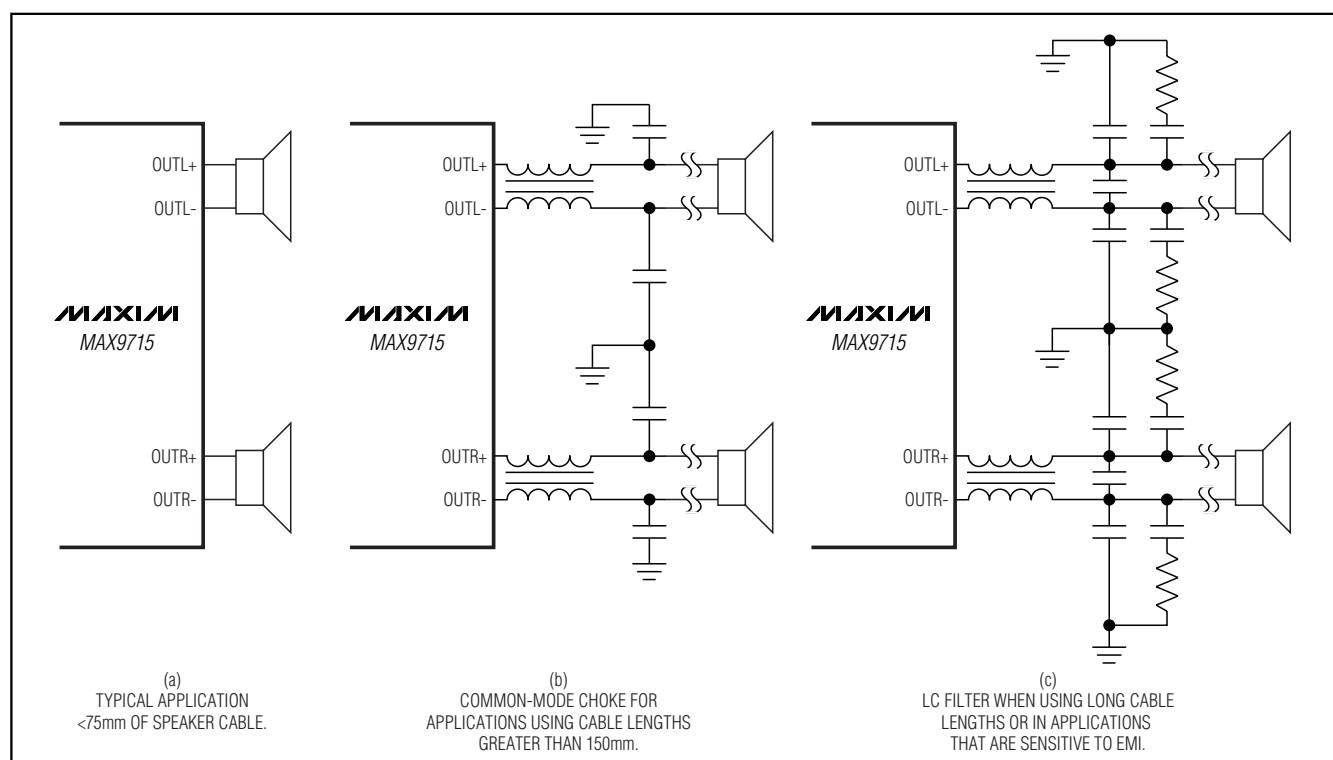 OUTL+
OUTL-
MAXIM
MAX9715
OUTR+
OUTR-
(a)
TYPICAL APPLICATION
<75mm OF SPEAKER CABLE.
OUTL+
OUTL-
MAXIM
MAX9715
OUTR+
OUTR-
(b)
COMMON-MODE CHOKE FOR
APPLICATIONS USING CABLE LENGTHS
GREATER THAN 150mm.
OUTL+
OUTL-
MAXIM
MAX9715
OUTR+
OUTR-
(c)
LC FILTER WHEN USING LONG CABLE
LENGTHS OR IN APPLICATIONS
THAT ARE SENSITIVE TO EMI.